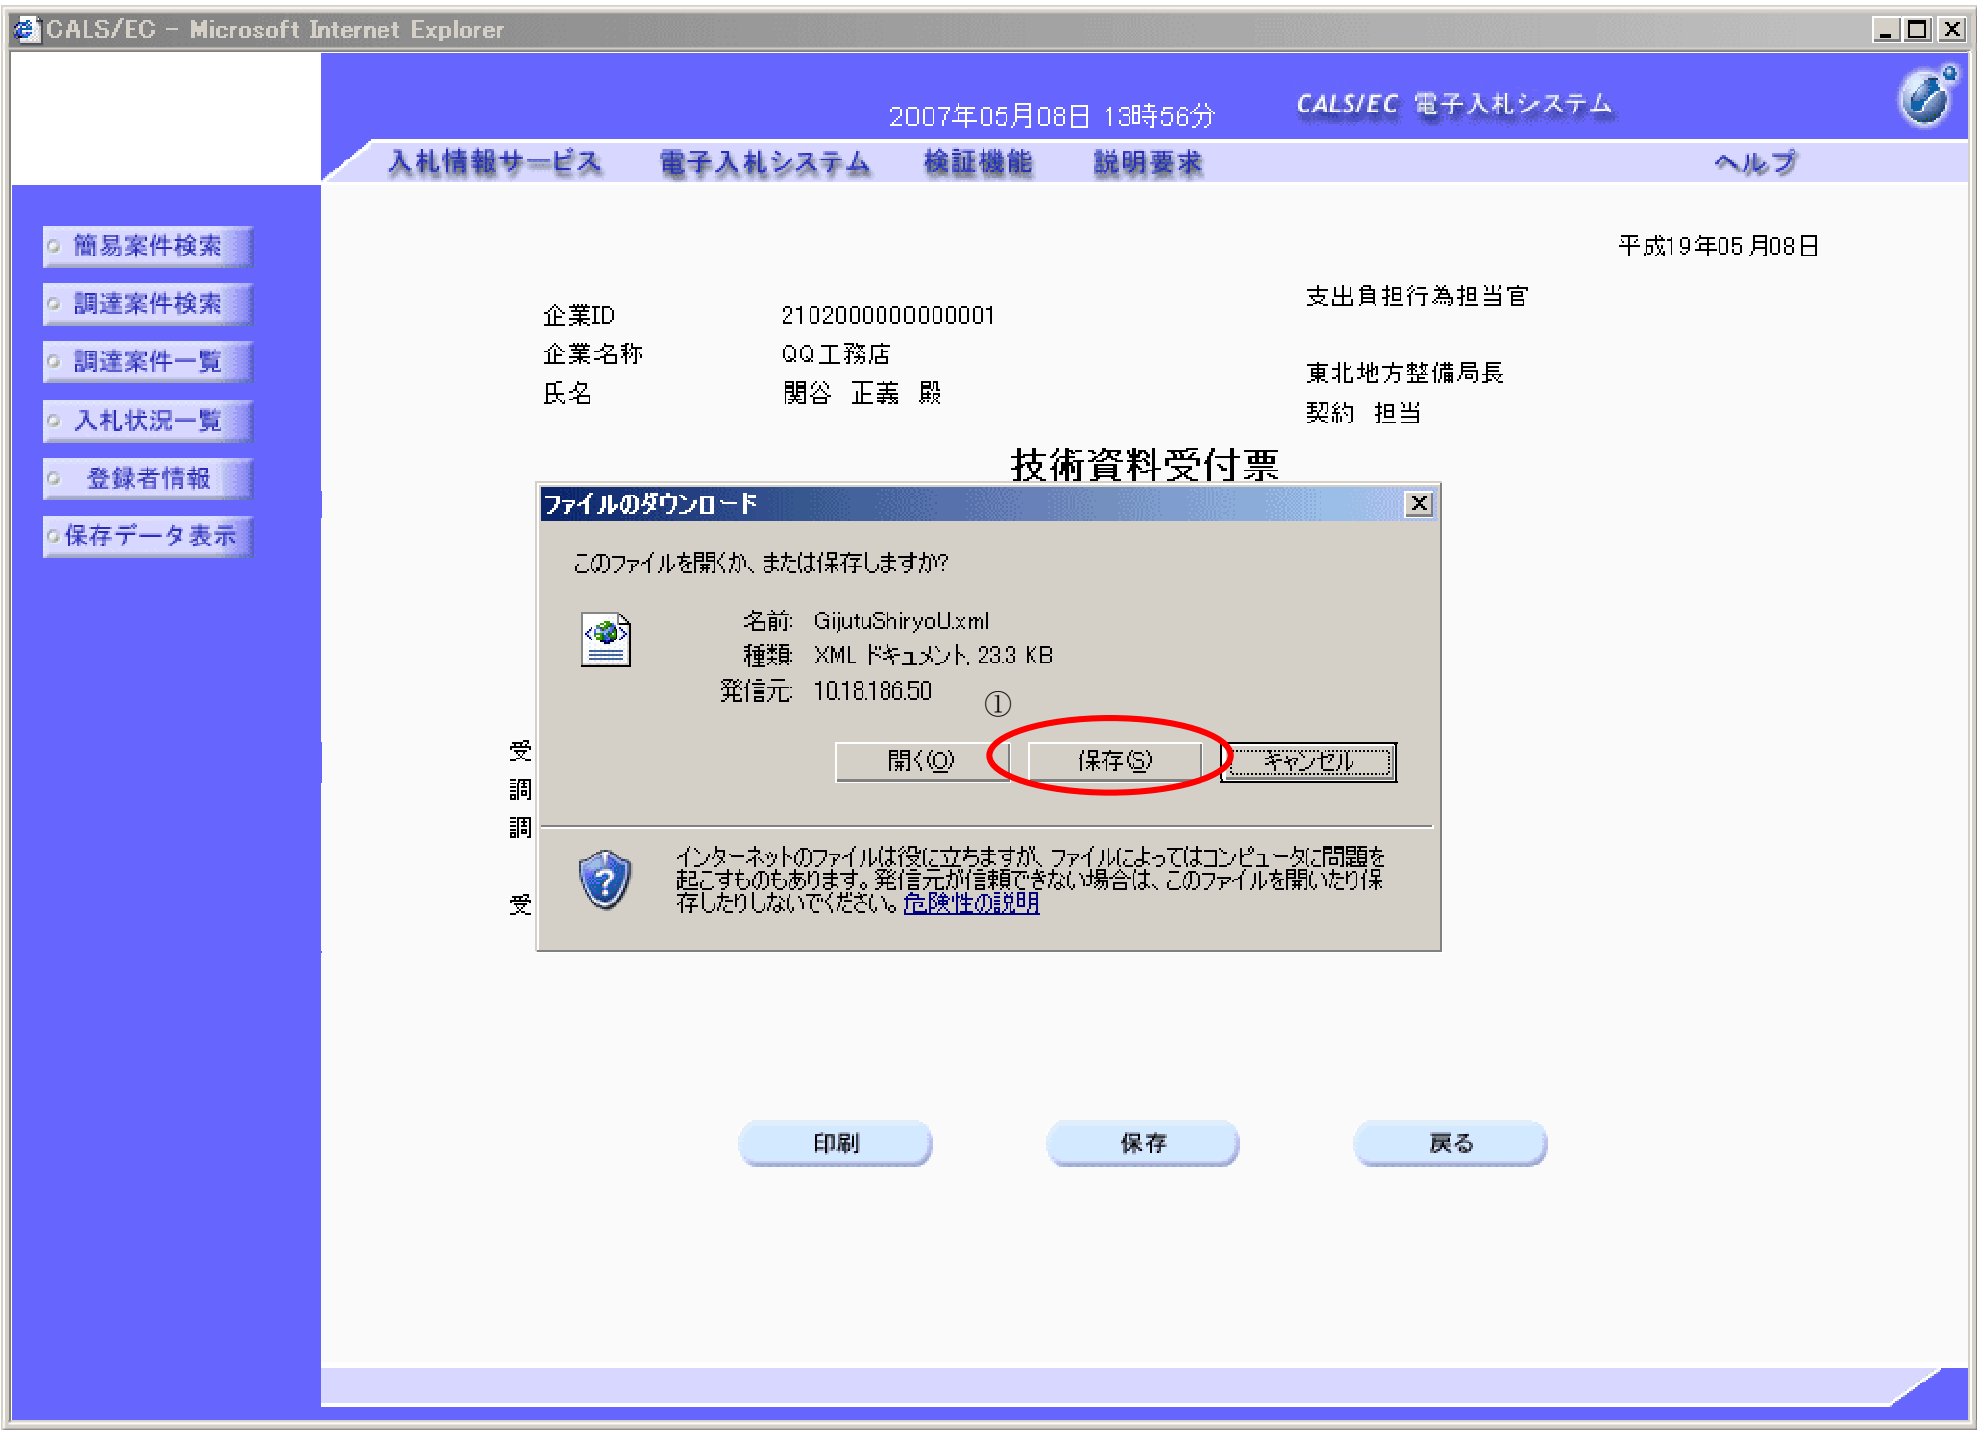 CALS/EC - Microsoft Internet Explorer
2007年05月08日 13時56分
CALS/EC 電子入札システム
入札情報サービス 電子入札システム 検証機能 説明要求 ヘルプ
簡易案件検索
調達案件検索
調達案件一覧
入札状況一覧
登録者情報
保存データ表示
平成19年05月08日
支出負担行為担当官
企業ID 2102000000000001
企業名称 QQ工務店
氏名 関谷 正義 殿
東北地方整備局長
契約 担当
技術資料受付票
ファイルのダウンロード
このファイルを開くか、または保存しますか?
名前: GijutuShiryoU.xml
種類: XML ドキュメント, 23.3 KB
発信元: 10.18.186.50
①
開く(O) 保存(S) キャンセル
受
調
調
受
インターネットのファイルは役に立ちますが、ファイルによってはコンピュータに問題を
起こすものもあります。発信元が信頼できない場合は、このファイルを開いたり保
存したりしないでください。危険性の説明
印刷 保存 戻る